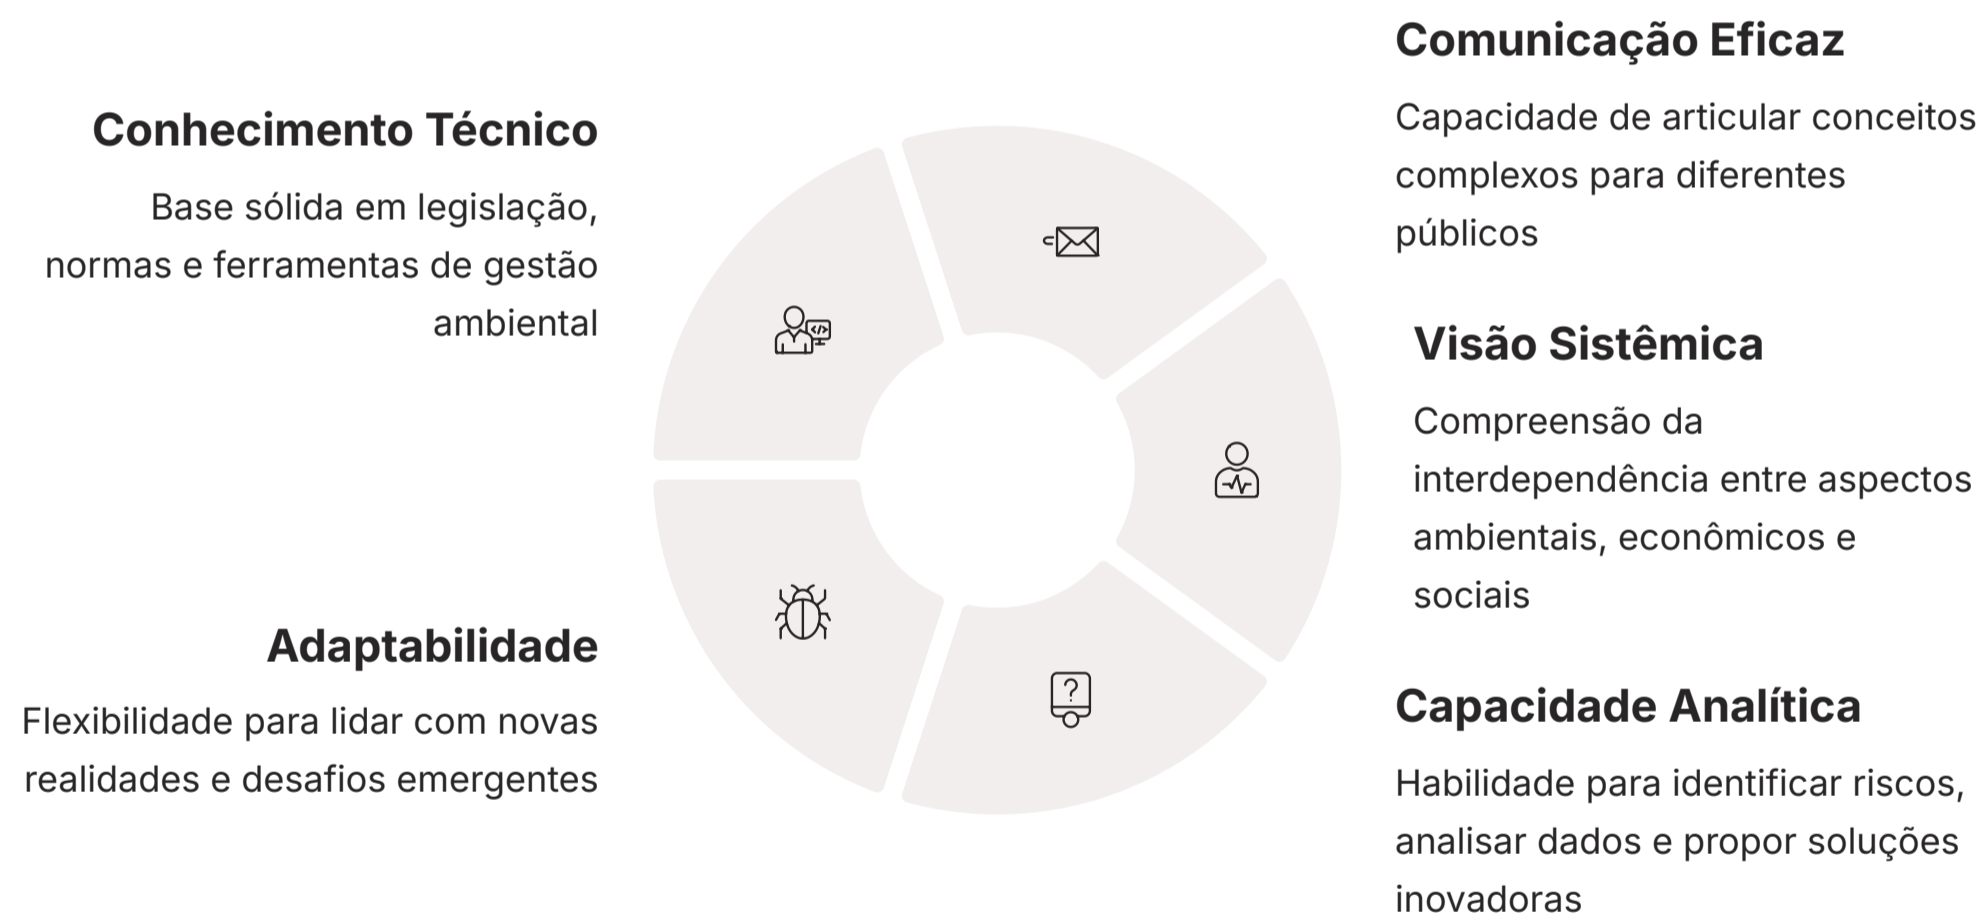 Conhecimento Técnico
Base sólida em legislação,
normas e ferramentas de gestão
ambiental
Comunicação Eficaz
Capacidade de articular conceitos
complexos para diferentes
públicos
Visão Sistêmica
Compreensão da
interdependência entre aspectos
ambientais, econômicos e
sociais
Capacidade Analítica
Habilidade para identificar riscos,
analisar dados e propor soluções
inovadoras
Adaptabilidade
Flexibilidade para lidar com novas
realidades e desafios emergentes